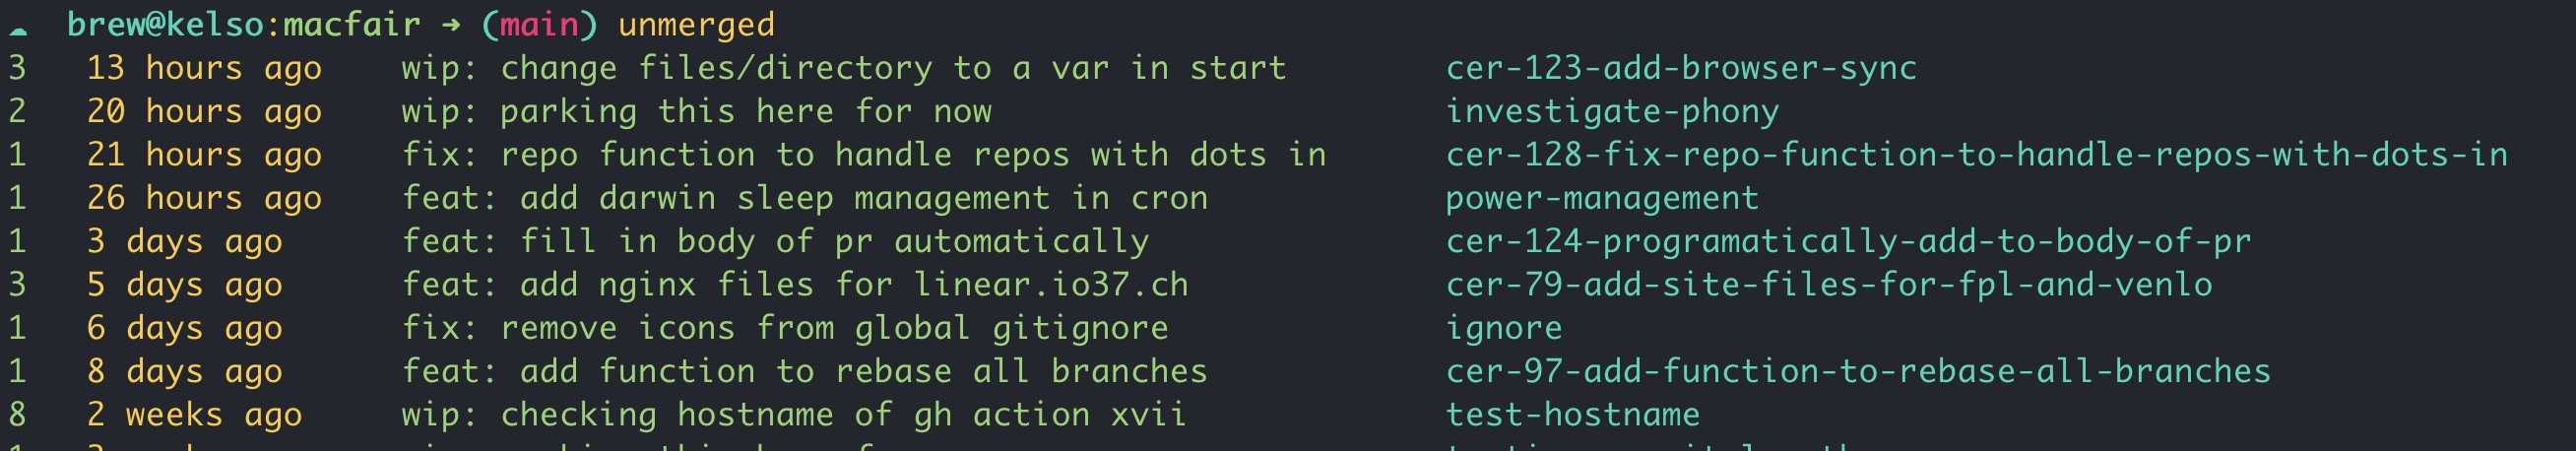 ☁ brew@kelso:macfair ➜ (main) unmerged
3 13 hours ago wip: change files/directory to a var in start cer-123-add-browser-sync
2 20 hours ago wip: parking this here for now investigate-phony
1 21 hours ago fix: repo function to handle repos with dots in cer-128-fix-repo-function-to-handle-repos-with-dots-in
1 26 hours ago feat: add darwin sleep management in cron power-management
1 3 days ago feat: fill in body of pr automatically cer-124-programatically-add-to-body-of-pr
3 5 days ago feat: add nginx files for linear.io37.ch cer-79-add-site-files-for-fpl-and-venlo
1 6 days ago fix: remove icons from global gitignore ignore
1 8 days ago feat: add function to rebase all branches cer-97-add-function-to-rebase-all-branches
8 2 weeks ago wip: checking hostname of gh action xvii test-hostname